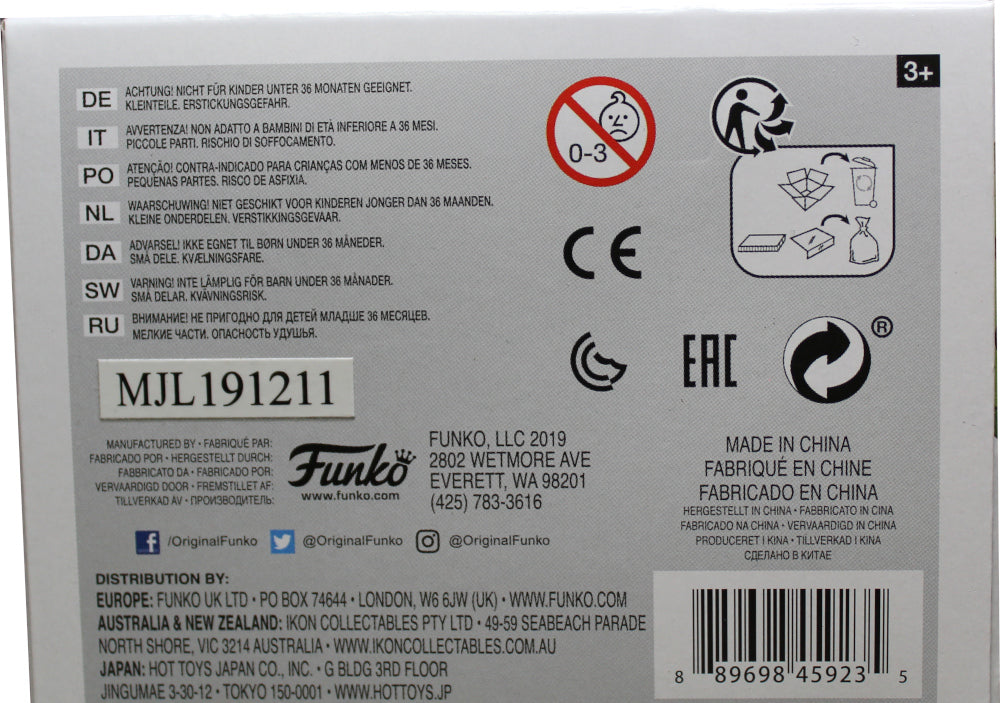 3+
DE
ACHTUNG! NICHT FÜR KINDER UNTER 36 MONATEN GEEIGNET.
KLEINTEILE. ERSTICKUNGSGEFAHR.
IT
AVVERTENZA! NON ADATTO A BAMBINI DI ETÀ INFERIORE A 36 MESI.
PICCOLE PARTI. RISCHIO DI SOFFOCAMENTO.
PO
ATENÇÃO! CONTRA-INDICADO PARA CRIANÇAS COM MENOS DE 36 MESES.
PEQUENAS PARTES. RISCO DE ASFIXIA.
NL
WAARSCHUWING! NIET GESCHIKT VOOR KINDEREN JONGER DAN 36 MAANDEN.
KLEINE ONDERDELEN. VERSTIKKINGSGEVAAR.
DA
ADVARSEL! IKKE EGNET TIL BØRN UNDER 36 MÅNEDER.
SMÅ DELE. KVÆLNINGSFARE.
SW
VARNING! INTE LÄMPLIG FÖR BARN UNDER 36 MÅNADER.
SMÅ DELAR. KVÄVNINGSRISK.
RU
ВНИМАНИЕ! НЕ ПРИГОДНО ДЛЯ ДЕТЕЙ МЛАДШЕ 36 МЕСЯЦЕВ.
МЕЛКИЕ ЧАСТИ. ОПАСНОСТЬ УДУШЬЯ.
0-3
CE
EAC
®
MJL191211
MANUFACTURED BY • FABRIQUÉ PAR:
FABRICADO POR • HERGESTELLT DURCH:
FABBRICATO DA • FABRICADO POR:
VERVAARDIGD DOOR • FREMSTILLET AF:
TILLVERKAD AV • ПРОИЗВОДИТЕЛЬ:
Funko
www.funko.com
FUNKO, LLC 2019
2802 WETMORE AVE
EVERETT, WA 98201
(425) 783-3616
/OriginalFunko @OriginalFunko @OriginalFunko
MADE IN CHINA
FABRIQUÉ EN CHINE
FABRICADO EN CHINA
HERGESTELLT IN CHINA • FABBRICATO IN CINA
FABRICADO NA CHINA • VERVAARDIGD IN CHINA
PRODUCERET I KINA • TILLVERKAD I KINA
СДЕЛАНО В КИТАЕ
DISTRIBUTION BY:
EUROPE: FUNKO UK LTD • PO BOX 74644 • LONDON, W6 6JW (UK) • WWW.FUNKO.COM
AUSTRALIA & NEW ZEALAND: IKON COLLECTABLES PTY LTD • 49-59 SEABEACH PARADE
NORTH SHORE, VIC 3214 AUSTRALIA • WWW.IKONCOLLECTABLES.COM.AU
JAPAN: HOT TOYS JAPAN CO., INC. • G BLDG 3RD FLOOR
JINGUMAE 3-30-12 • TOKYO 150-0001 • WWW.HOTTOYS.JP
8 89698 45923 5